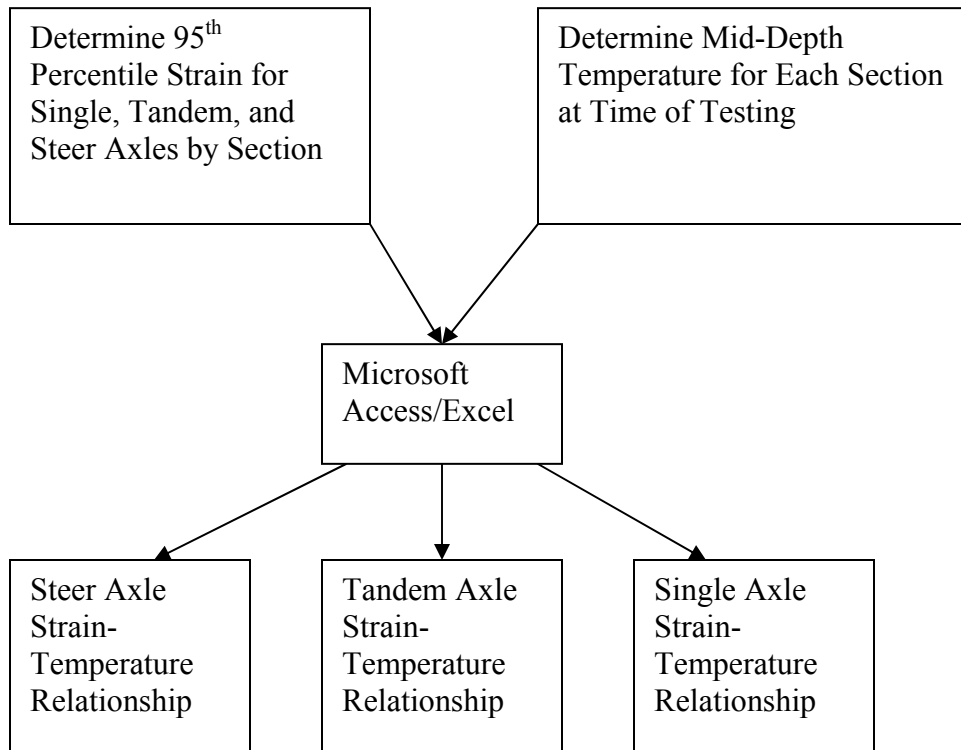 Determine 95th
Percentile Strain for
Single, Tandem, and
Steer Axles by Section
Determine Mid-Depth
Temperature for Each Section
at Time of Testing
Microsoft
Access/Excel
Steer Axle
Strain-
Temperature
Relationship
Tandem Axle
Strain-
Temperature
Relationship
Single Axle
Strain-
Temperature
Relationship